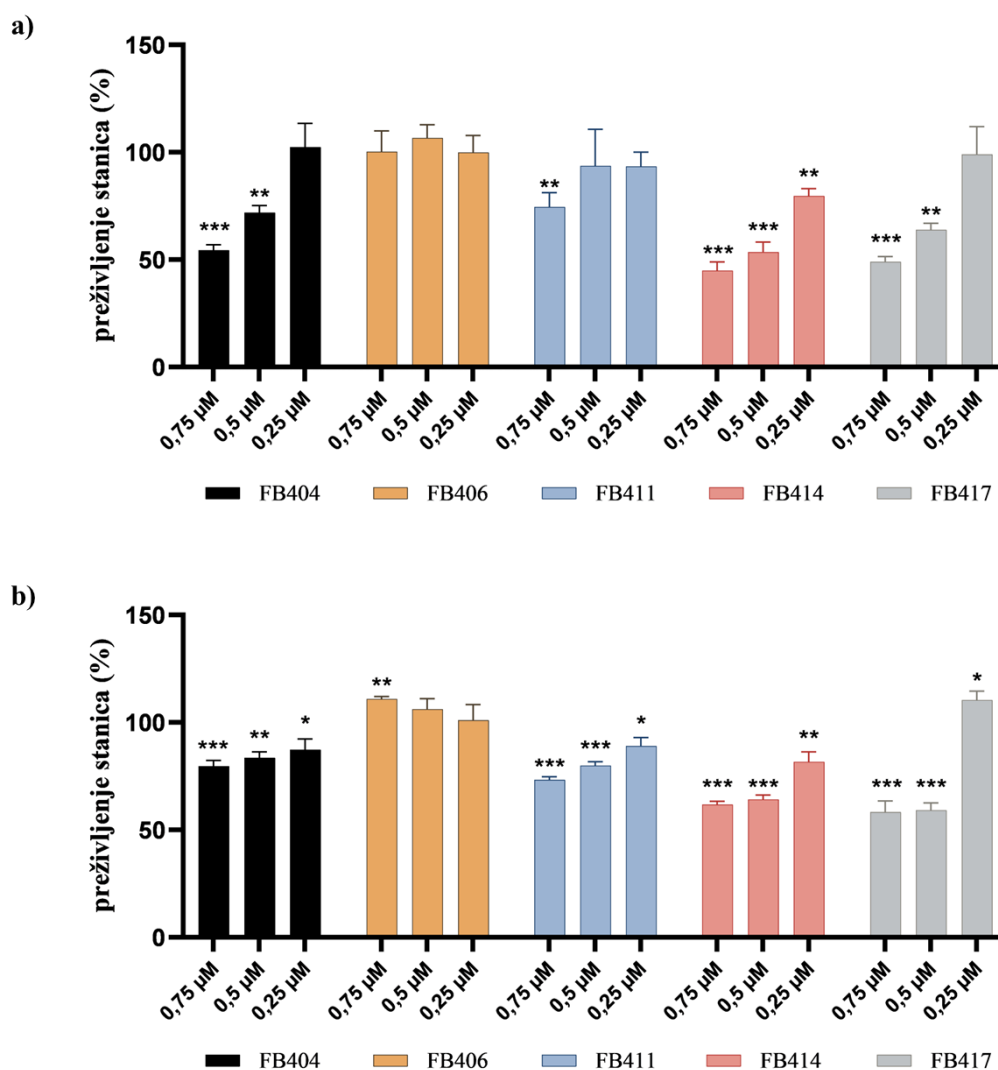 a)
preživljenje stanica (%)
150
100
50
0
*** ** ** *** *** ** *** **
0,75 µM 0,5 µM 0,25 µM 0,75 µM 0,5 µM 0,25 µM 0,75 µM 0,5 µM 0,25 µM 0,75 µM 0,5 µM 0,25 µM 0,75 µM 0,5 µM 0,25 µM
FB404 FB406 FB411 FB414 FB417
b)
preživljenje stanica (%)
150
100
50
0
*** ** * ** *** *** * *** *** ** *** *** *
0,75 µM 0,5 µM 0,25 µM 0,75 µM 0,5 µM 0,25 µM 0,75 µM 0,5 µM 0,25 µM 0,75 µM 0,5 µM 0,25 µM 0,75 µM 0,5 µM 0,25 µM
FB404 FB406 FB411 FB414 FB417